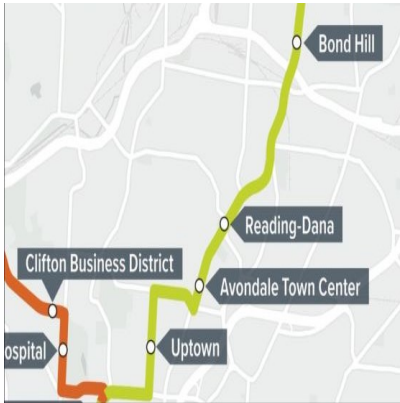 Bond Hill
Reading-Dana
Clifton Business District
Avondale Town Center
ospital
Uptown